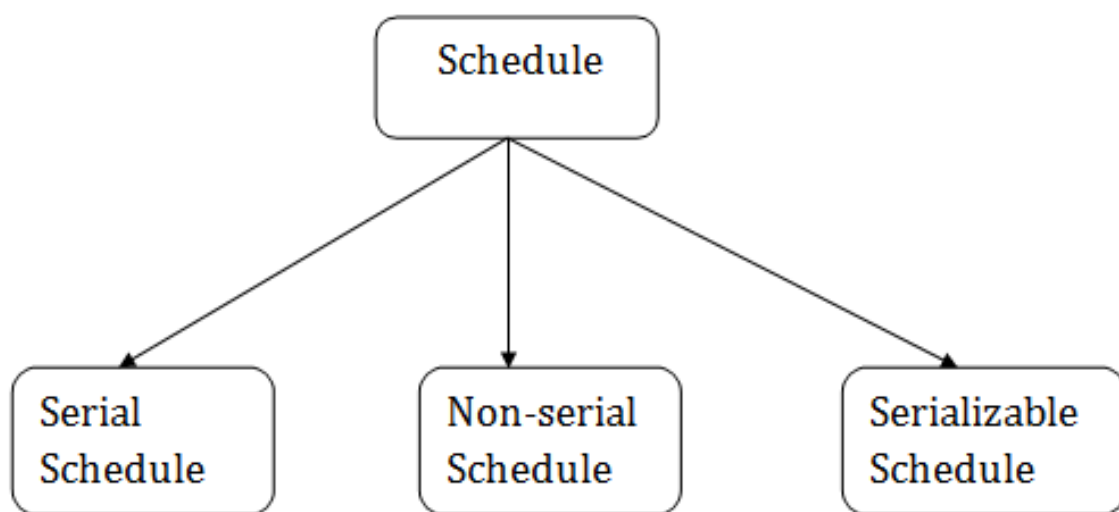 Schedule
Serial
Schedule
Non-serial
Schedule
Serializable
Schedule